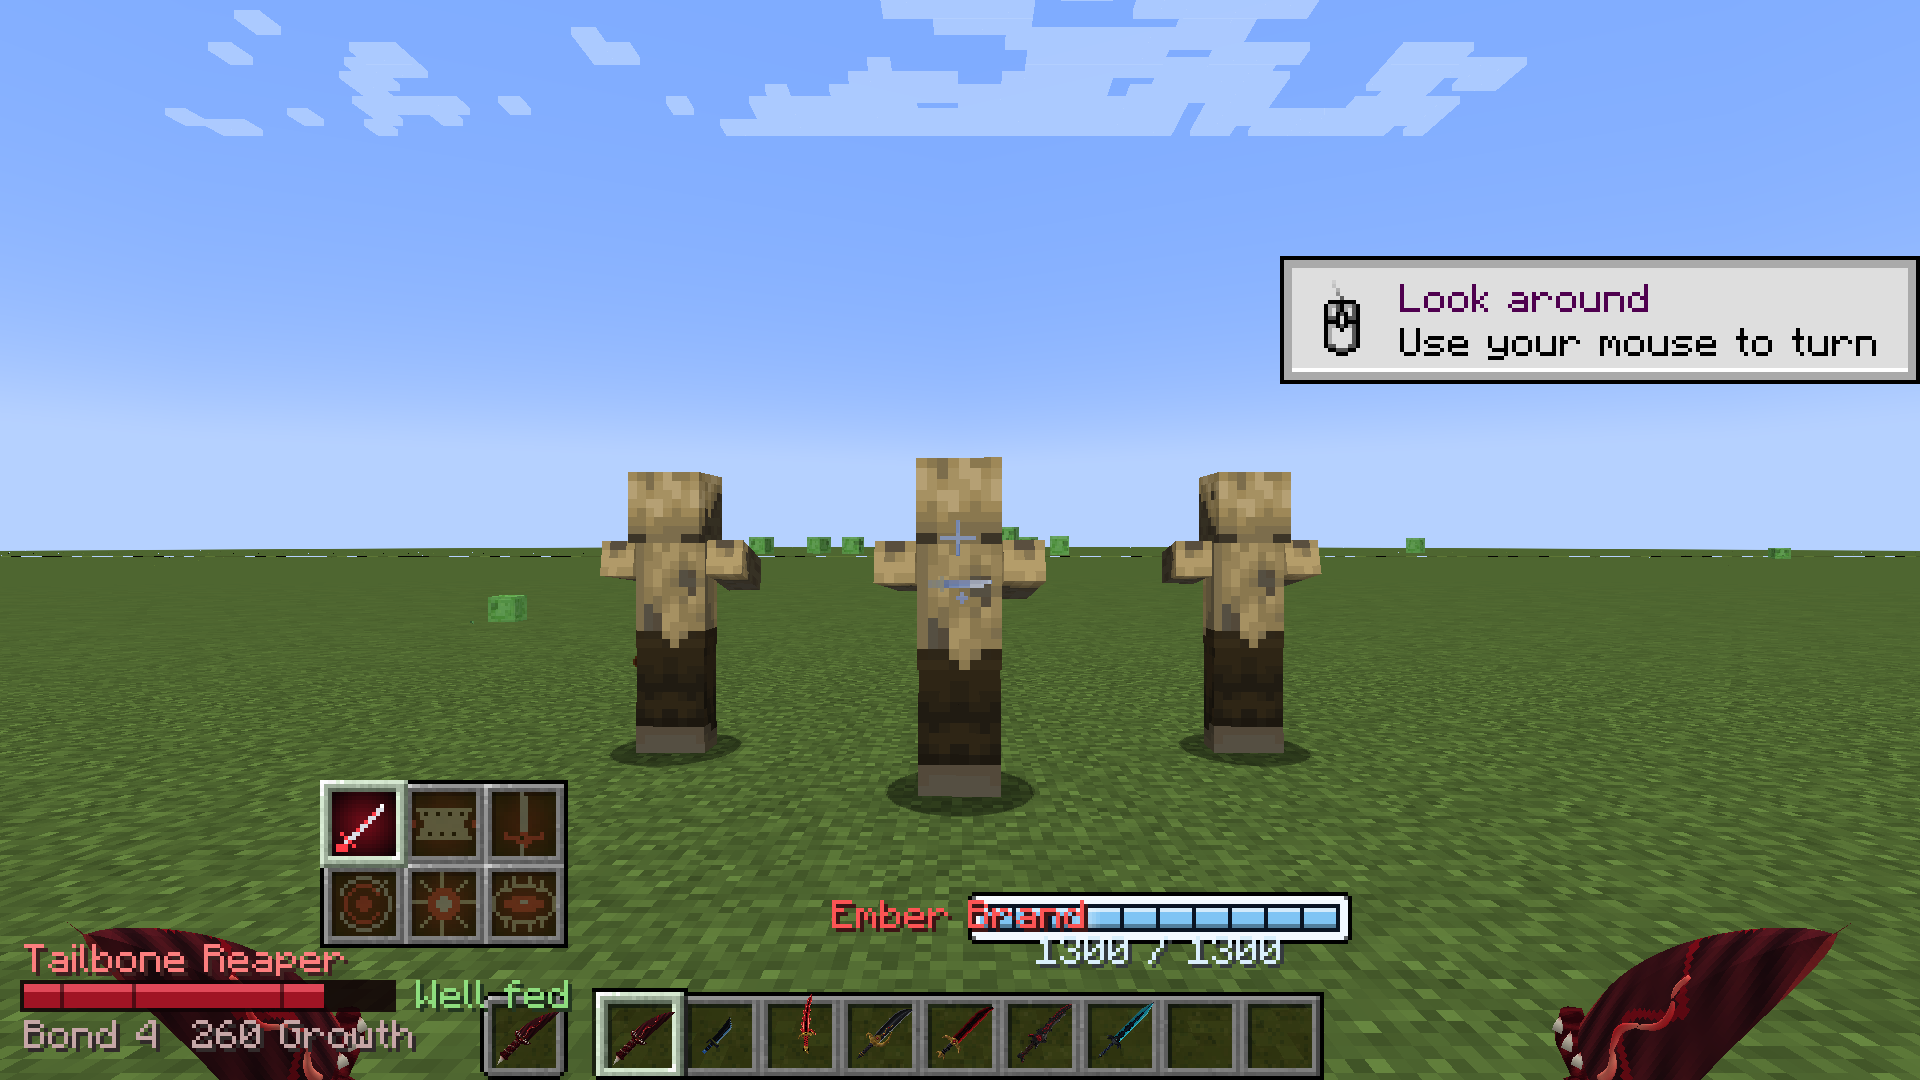 Look around
Use your mouse to turn
Ember Brand
1300 / 1300
Tailbone Reaper
Well fed
Bond 4 260 Growth